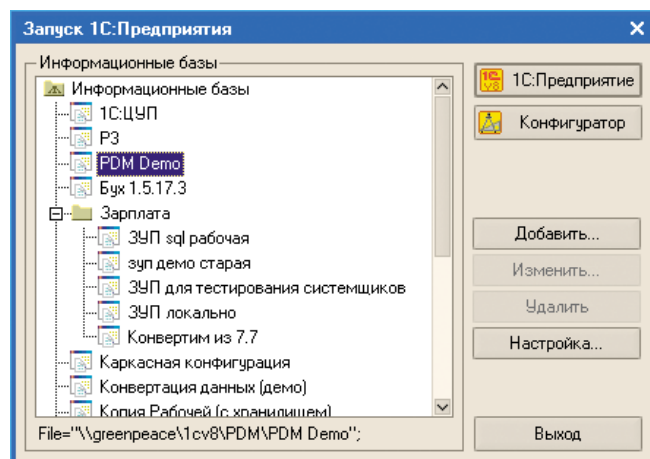 Запуск 1С:Предприятия
Информационные базы
Информационные базы
1С:ЦУП
РЗ
PDM Demo
Бух 1.5.17.3
Зарплата
ЗУП sql рабочая
зуп демо старая
ЗУП для тестирования системщиков
ЗУП локально
Конвертим из 7.7
Каркасная конфигурация
Конвертация данных (демо)
Копия Рабочей (с хранилищем)
File="\\greenpeace\1cv8\PDM\PDM Demo";
1С:Предприятие
Конфигуратор
Добавить...
Изменить...
Удалить
Настройка...
Выход